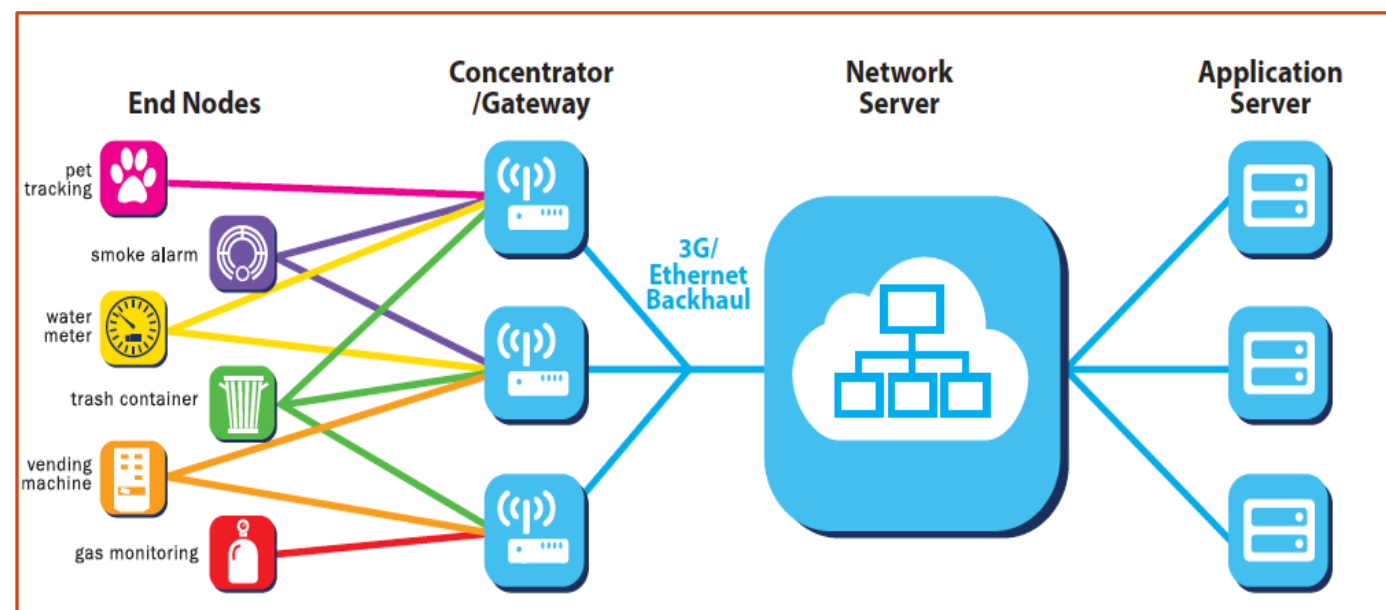 End Nodes
Concentrator
/Gateway
Network
Server
Application
Server
pet
tracking
smoke alarm
water
meter
trash container
vending
machine
gas monitoring
3G/
Ethernet
Backhaul